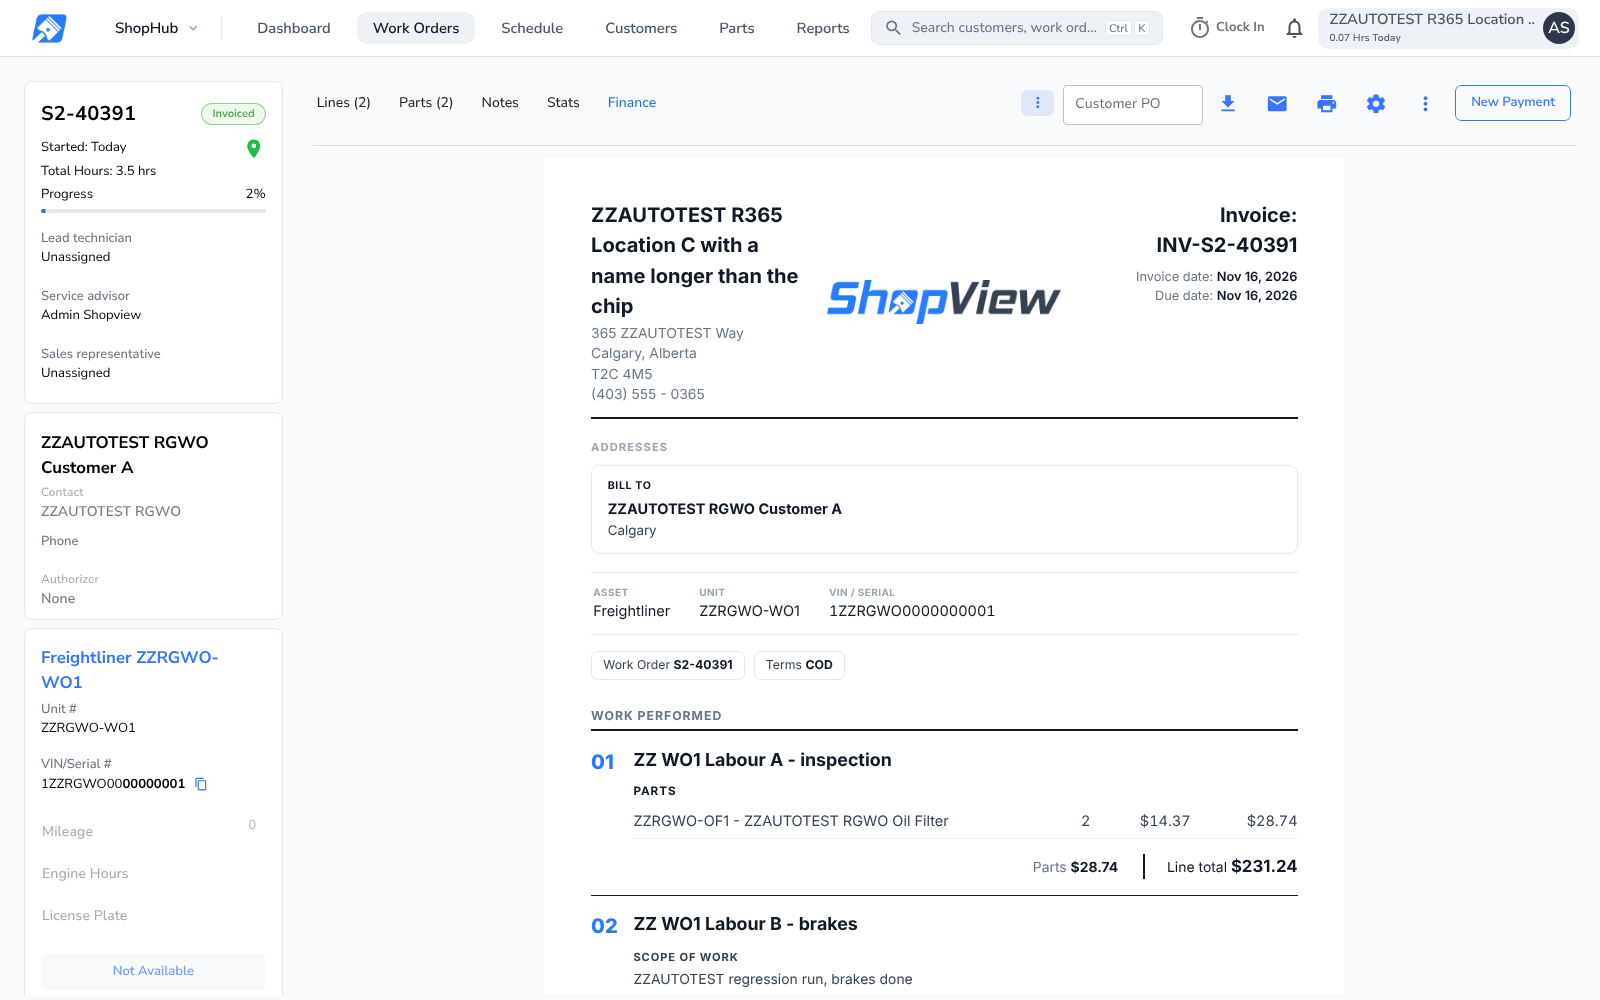 ShopHub
Dashboard
Work Orders
Schedule
Customers
Parts
Reports
Search customers, work ord...
Ctrl
K
Clock In
ZZAUTOTEST R365 Location ..
0.07 Hrs Today
AS
S2-40391
Invoiced
Started: Today
Total Hours: 3.5 hrs
Progress
2%
Lead technician
Unassigned
Service advisor
Admin Shopview
Sales representative
Unassigned
ZZAUTOTEST RGWO
Customer A
Contact
ZZAUTOTEST RGWO
Phone
Authorizer
None
Freightliner ZZRGWO-
WO1
Unit #
ZZRGWO-WO1
VIN/Serial #
1ZZRGWO0000000001
Mileage
0
Engine Hours
License Plate
Not Available
Lines (2)
Parts (2)
Notes
Stats
Finance
Customer PO
New Payment
ZZAUTOTEST R365
Location C with a
name longer than the
chip
365 ZZAUTOTEST Way
Calgary, Alberta
T2C 4M5
(403) 555 - 0365
ShopView
Invoice:
INV-S2-40391
Invoice date: Nov 16, 2026
Due date: Nov 16, 2026
ADDRESSES
BILL TO
ZZAUTOTEST RGWO Customer A
Calgary
ASSET
Freightliner
UNIT
ZZRGWO-WO1
VIN / SERIAL
1ZZRGWO0000000001
Work Order S2-40391
Terms COD
WORK PERFORMED
01 ZZ WO1 Labour A - inspection
PARTS
ZZRGWO-OF1 - ZZAUTOTEST RGWO Oil Filter 2 $14.37 $28.74
Parts $28.74 Line total $231.24
02 ZZ WO1 Labour B - brakes
SCOPE OF WORK
ZZAUTOTEST regression run, brakes done